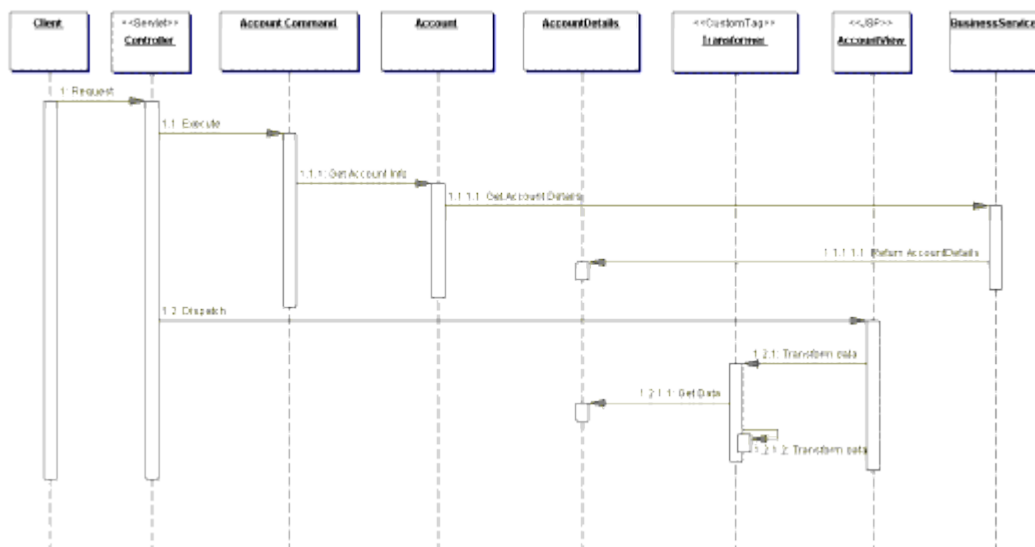 Client
<<Servlet>>
Controller
Account Command
Account
AccountDetails
<<CustomTag>>
Transformer
<<JSP>>
AccountView
BusinessService
1: Request
1.1: Execute
1.1.1: Get Account Info
1.1.1.1: Get Account Details
1.1.1.1.1: Return AccountDetails
1.2: Dispatch
1.2.1: Transform data
1.2.1.1: Get Data
1.2.1.2: Transform data